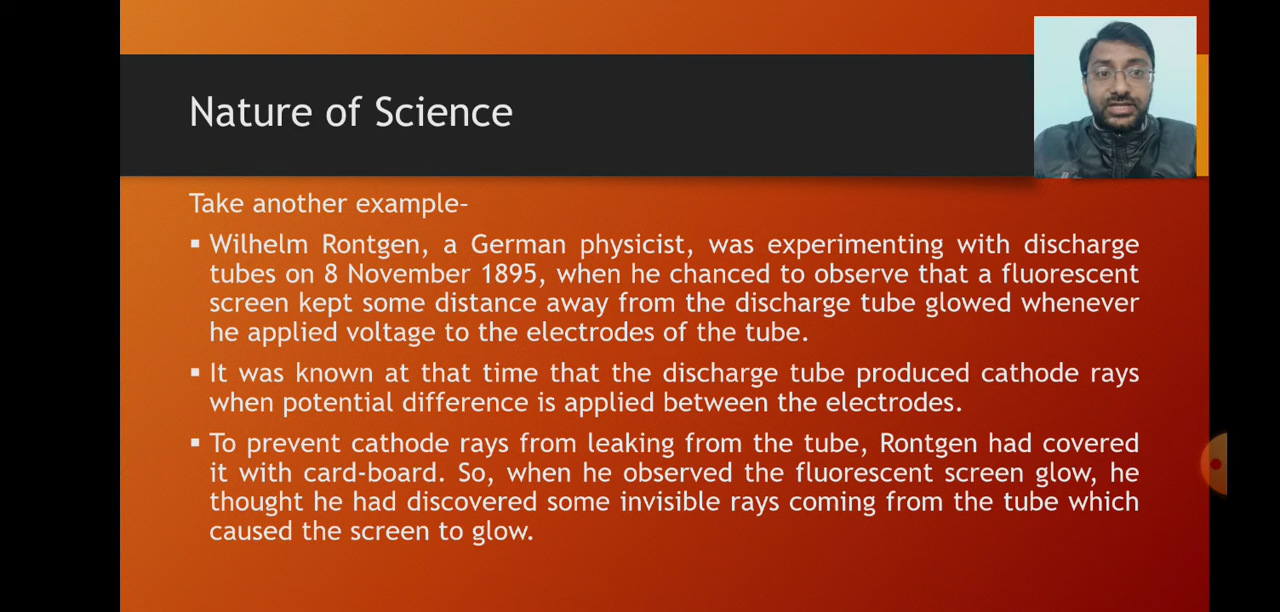 Nature of Science
Take another example–
▪ Wilhelm Rontgen, a German physicist, was experimenting with discharge
tubes on 8 November 1895, when he chanced to observe that a fluorescent
screen kept some distance away from the discharge tube glowed whenever
he applied voltage to the electrodes of the tube.
▪ It was known at that time that the discharge tube produced cathode rays
when potential difference is applied between the electrodes.
▪ To prevent cathode rays from leaking from the tube, Rontgen had covered
it with card-board. So, when he observed the fluorescent screen glow, he
thought he had discovered some invisible rays coming from the tube which
caused the screen to glow.